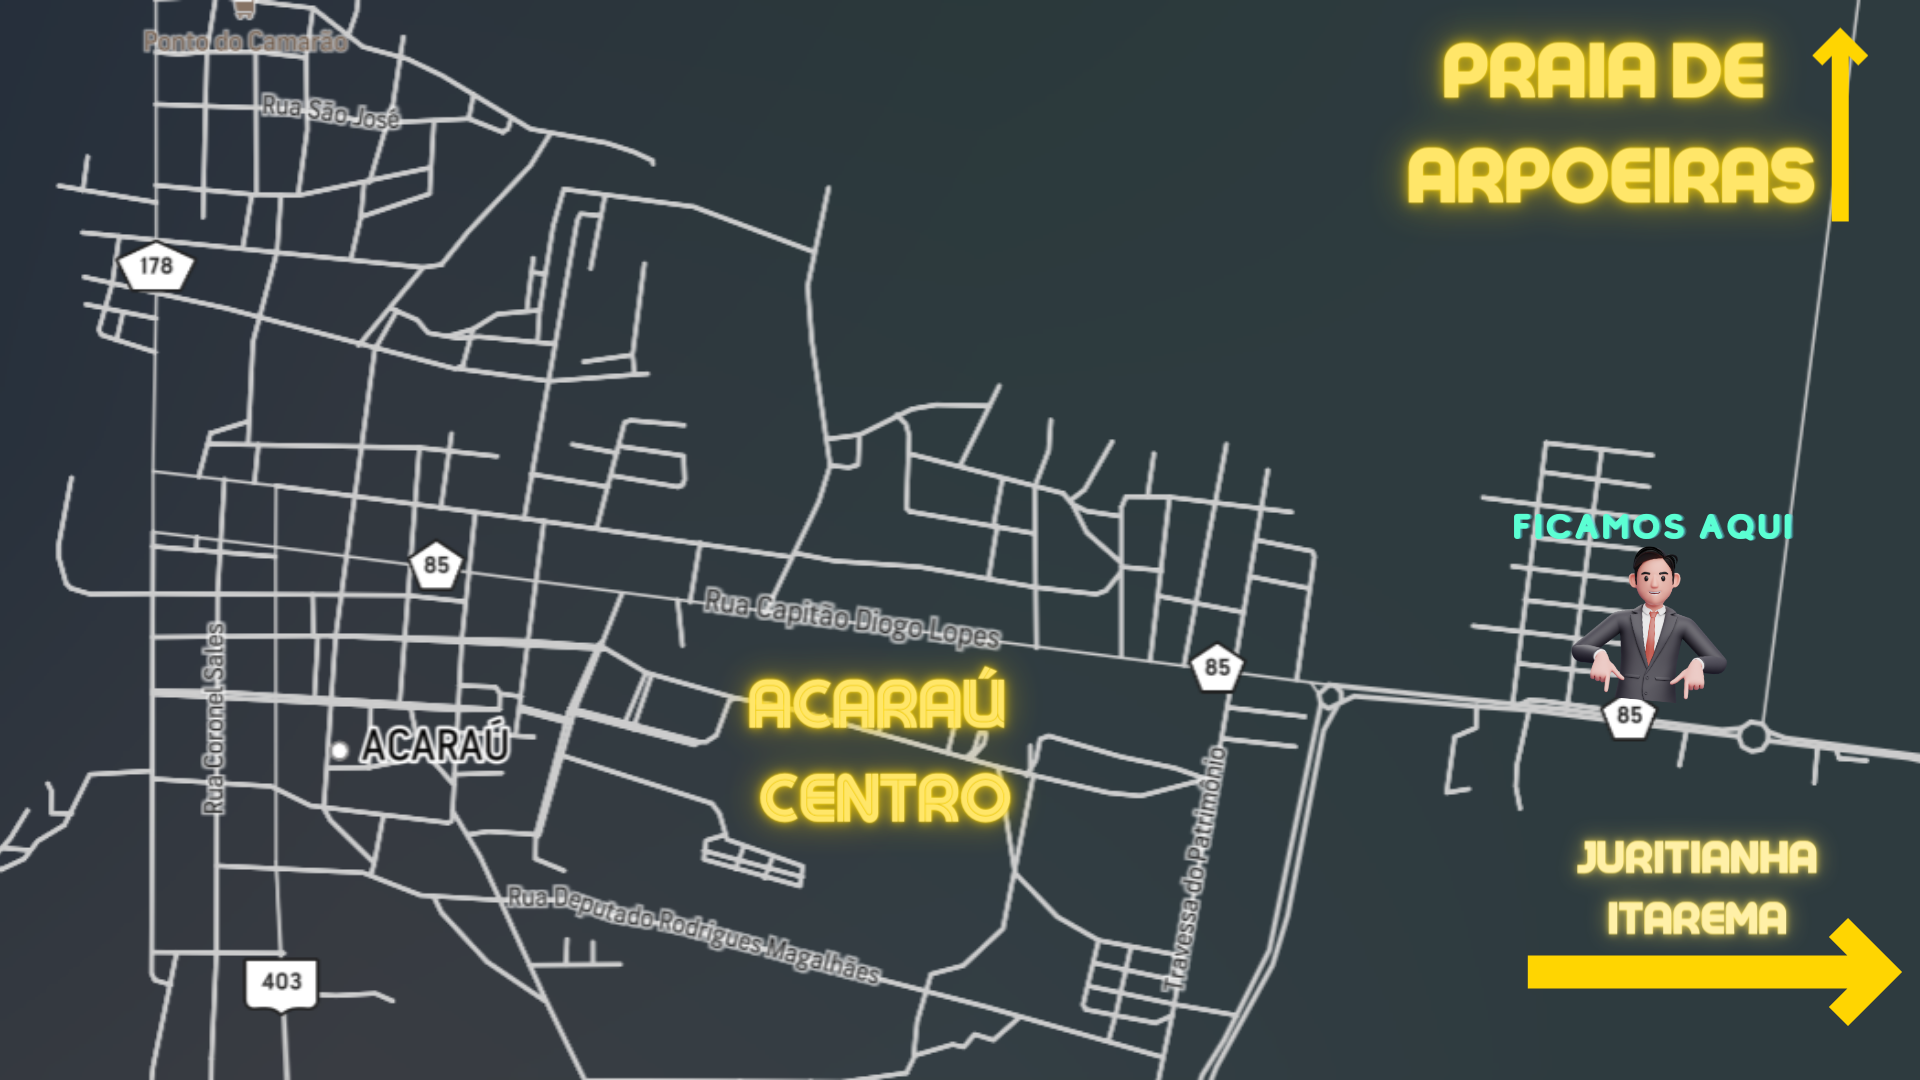 Ponto do Camarão
Rua São José
PRAIA DE
ARPOEIRAS
178
85
Rua Capitão Diogo Lopes
85
FICAMOS AQUI
85
Rua Coronel Sales
ACARAÚ
ACARAÚ
CENTRO
Travessa do Patrimônio
JURITIANHA
ITAREMA
Rua Deputado Rodrigues Magalhães
403